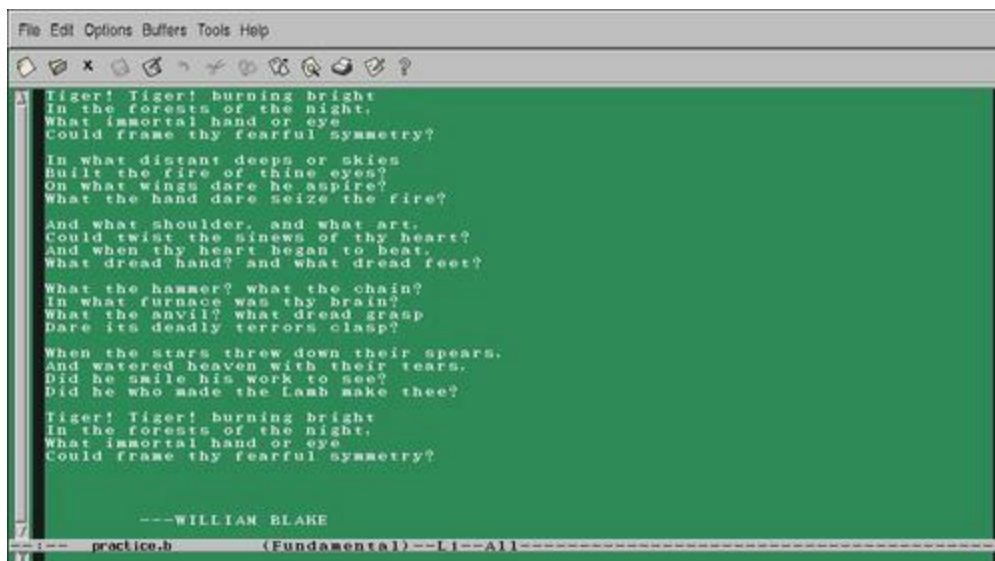 File Edit Options Buffers Tools Help
Tiger! Tiger! burning bright
In the forests of the night,
What immortal hand or eye
Could frame thy fearful symmetry?
In what distant deeps or skies
Built the fire of thine eyes?
On what wings dare he aspire?
What the hand dare seize the fire?
And what shoulder, and what art,
Could twist the sinews of thy heart?
And when thy heart began to beat,
What dread hand? and what dread feet?
What the hammer? what the chain?
In what furnace was thy brain?
What the anvil? what dread grasp
Dare its deadly terrors clasp?
When the stars threw down their spears,
And watered heaven with their tears,
Did he smile his work to see?
Did he who made the Lamb make thee?
Tiger! Tiger! burning bright
In the forests of the night,
What immortal hand or eye
Could frame thy fearful symmetry?
---WILLIAM BLAKE
--:-- practice.b (Fundamental)--L1--All--------------------------------------